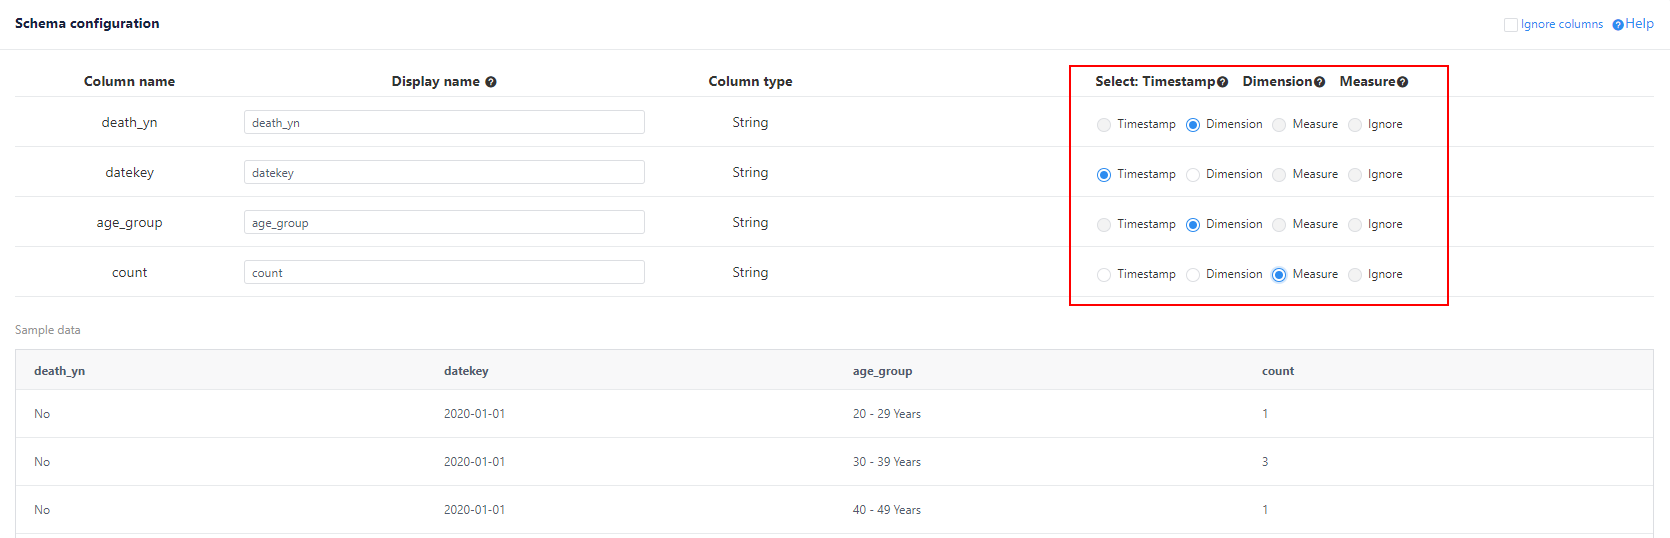 Schema configuration Ignore columns Help
Column name Display name Column type Select: Timestamp Dimension Measure
death_yn death_yn String Timestamp Dimension Measure Ignore
datekey datekey String Timestamp Dimension Measure Ignore
age_group age_group String Timestamp Dimension Measure Ignore
count count String Timestamp Dimension Measure Ignore
Sample data
death_yn datekey age_group count
No 2020-01-01 20 - 29 Years 1
No 2020-01-01 30 - 39 Years 3
No 2020-01-01 40 - 49 Years 1